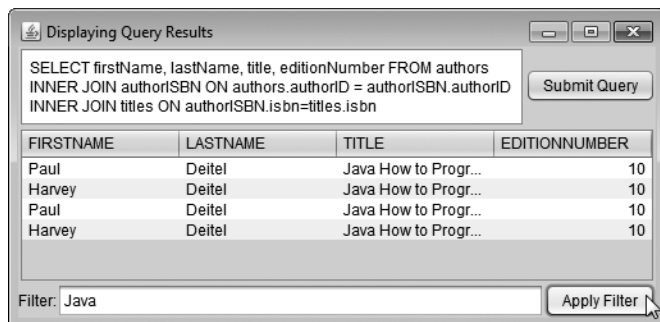 Displaying Query Results
SELECT firstName, lastName, title, editionNumber FROM authors
INNER JOIN authorISBN ON authors.authorID = authorISBN.authorID
INNER JOIN titles ON authorISBN.isbn=titles.isbn
Submit Query
FIRSTNAME LASTNAME TITLE EDITIONNUMBER
Paul Deitel Java How to Progr... 10
Harvey Deitel Java How to Progr... 10
Paul Deitel Java How to Progr... 10
Harvey Deitel Java How to Progr... 10
Filter: Java Apply Filter